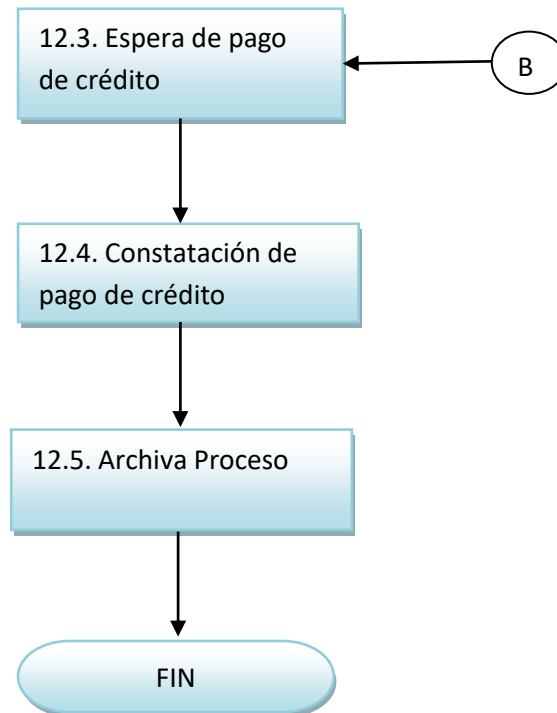 12.3. Espera de pago
de crédito
B
12.4. Constatación de
pago de crédito
12.5. Archiva Proceso
FIN